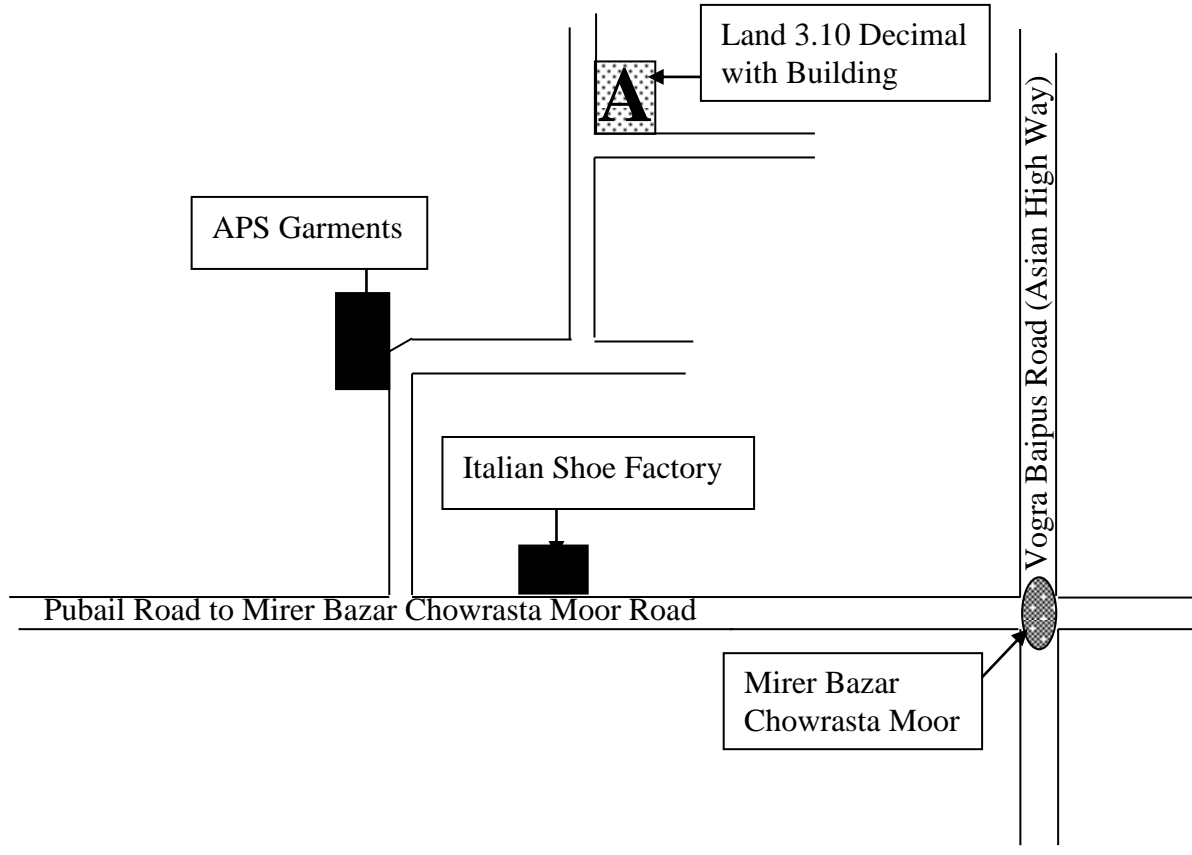 Land 3.10 Decimal
with Building
A
APS Garments
Vogra Baipus Road (Asian High Way)
Italian Shoe Factory
Pubail Road to Mirer Bazar Chowrasta Moor Road
Mirer Bazar
Chowrasta Moor